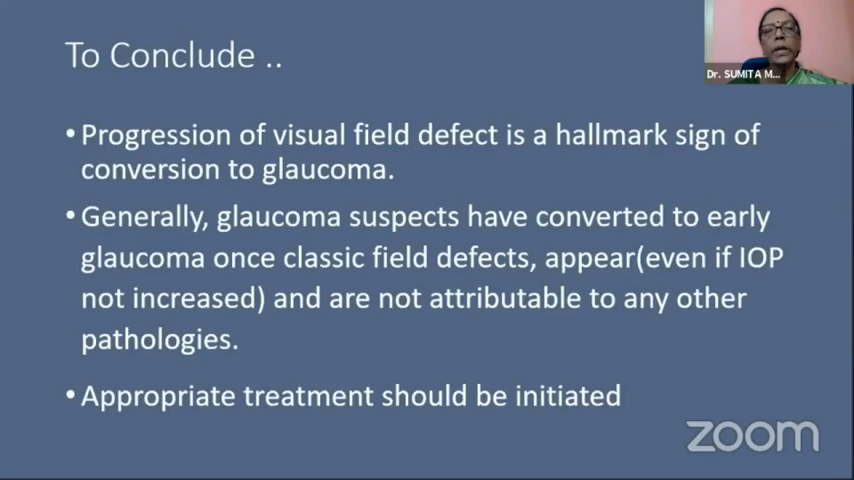 To Conclude ..
Dr. SUMITA M...
• Progression of visual field defect is a hallmark sign of
conversion to glaucoma.
• Generally, glaucoma suspects have converted to early
glaucoma once classic field defects, appear(even if IOP
not increased) and are not attributable to any other
pathologies.
• Appropriate treatment should be initiated
zoom